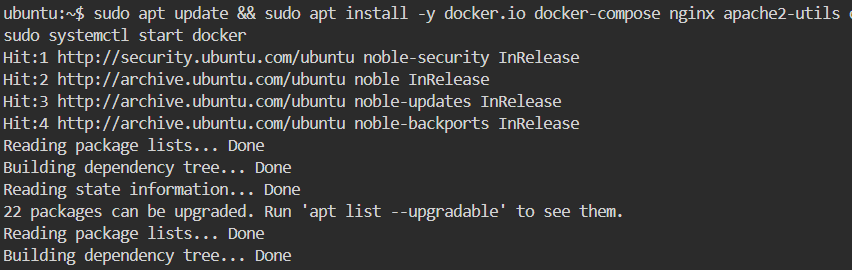 ubuntu:~$ sudo apt update && sudo apt install -y docker.io docker-compose nginx apache2-utils
sudo systemctl start docker
Hit:1 http://security.ubuntu.com/ubuntu noble-security InRelease
Hit:2 http://archive.ubuntu.com/ubuntu noble InRelease
Hit:3 http://archive.ubuntu.com/ubuntu noble-updates InRelease
Hit:4 http://archive.ubuntu.com/ubuntu noble-backports InRelease
Reading package lists... Done
Building dependency tree... Done
Reading state information... Done
22 packages can be upgraded. Run 'apt list --upgradable' to see them.
Reading package lists... Done
Building dependency tree... Done